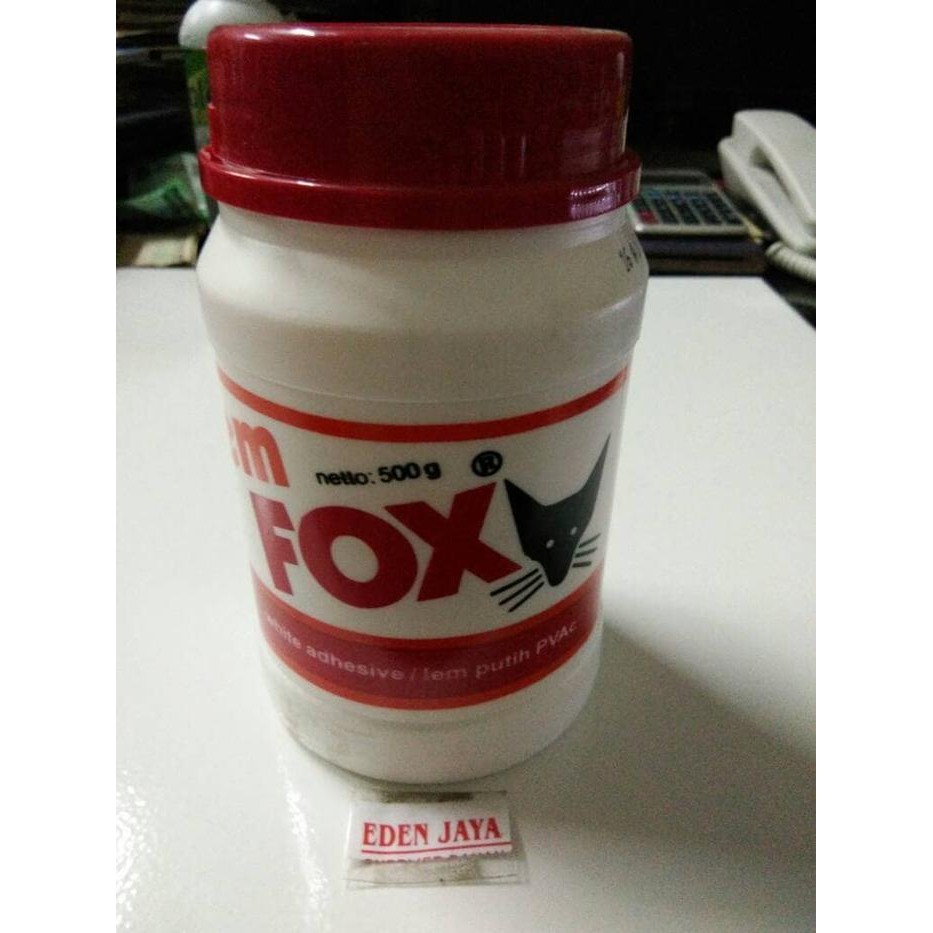 em
netto: 500 g ®
FOX
white adhesive / lem putih PVAc
EDEN JAYA